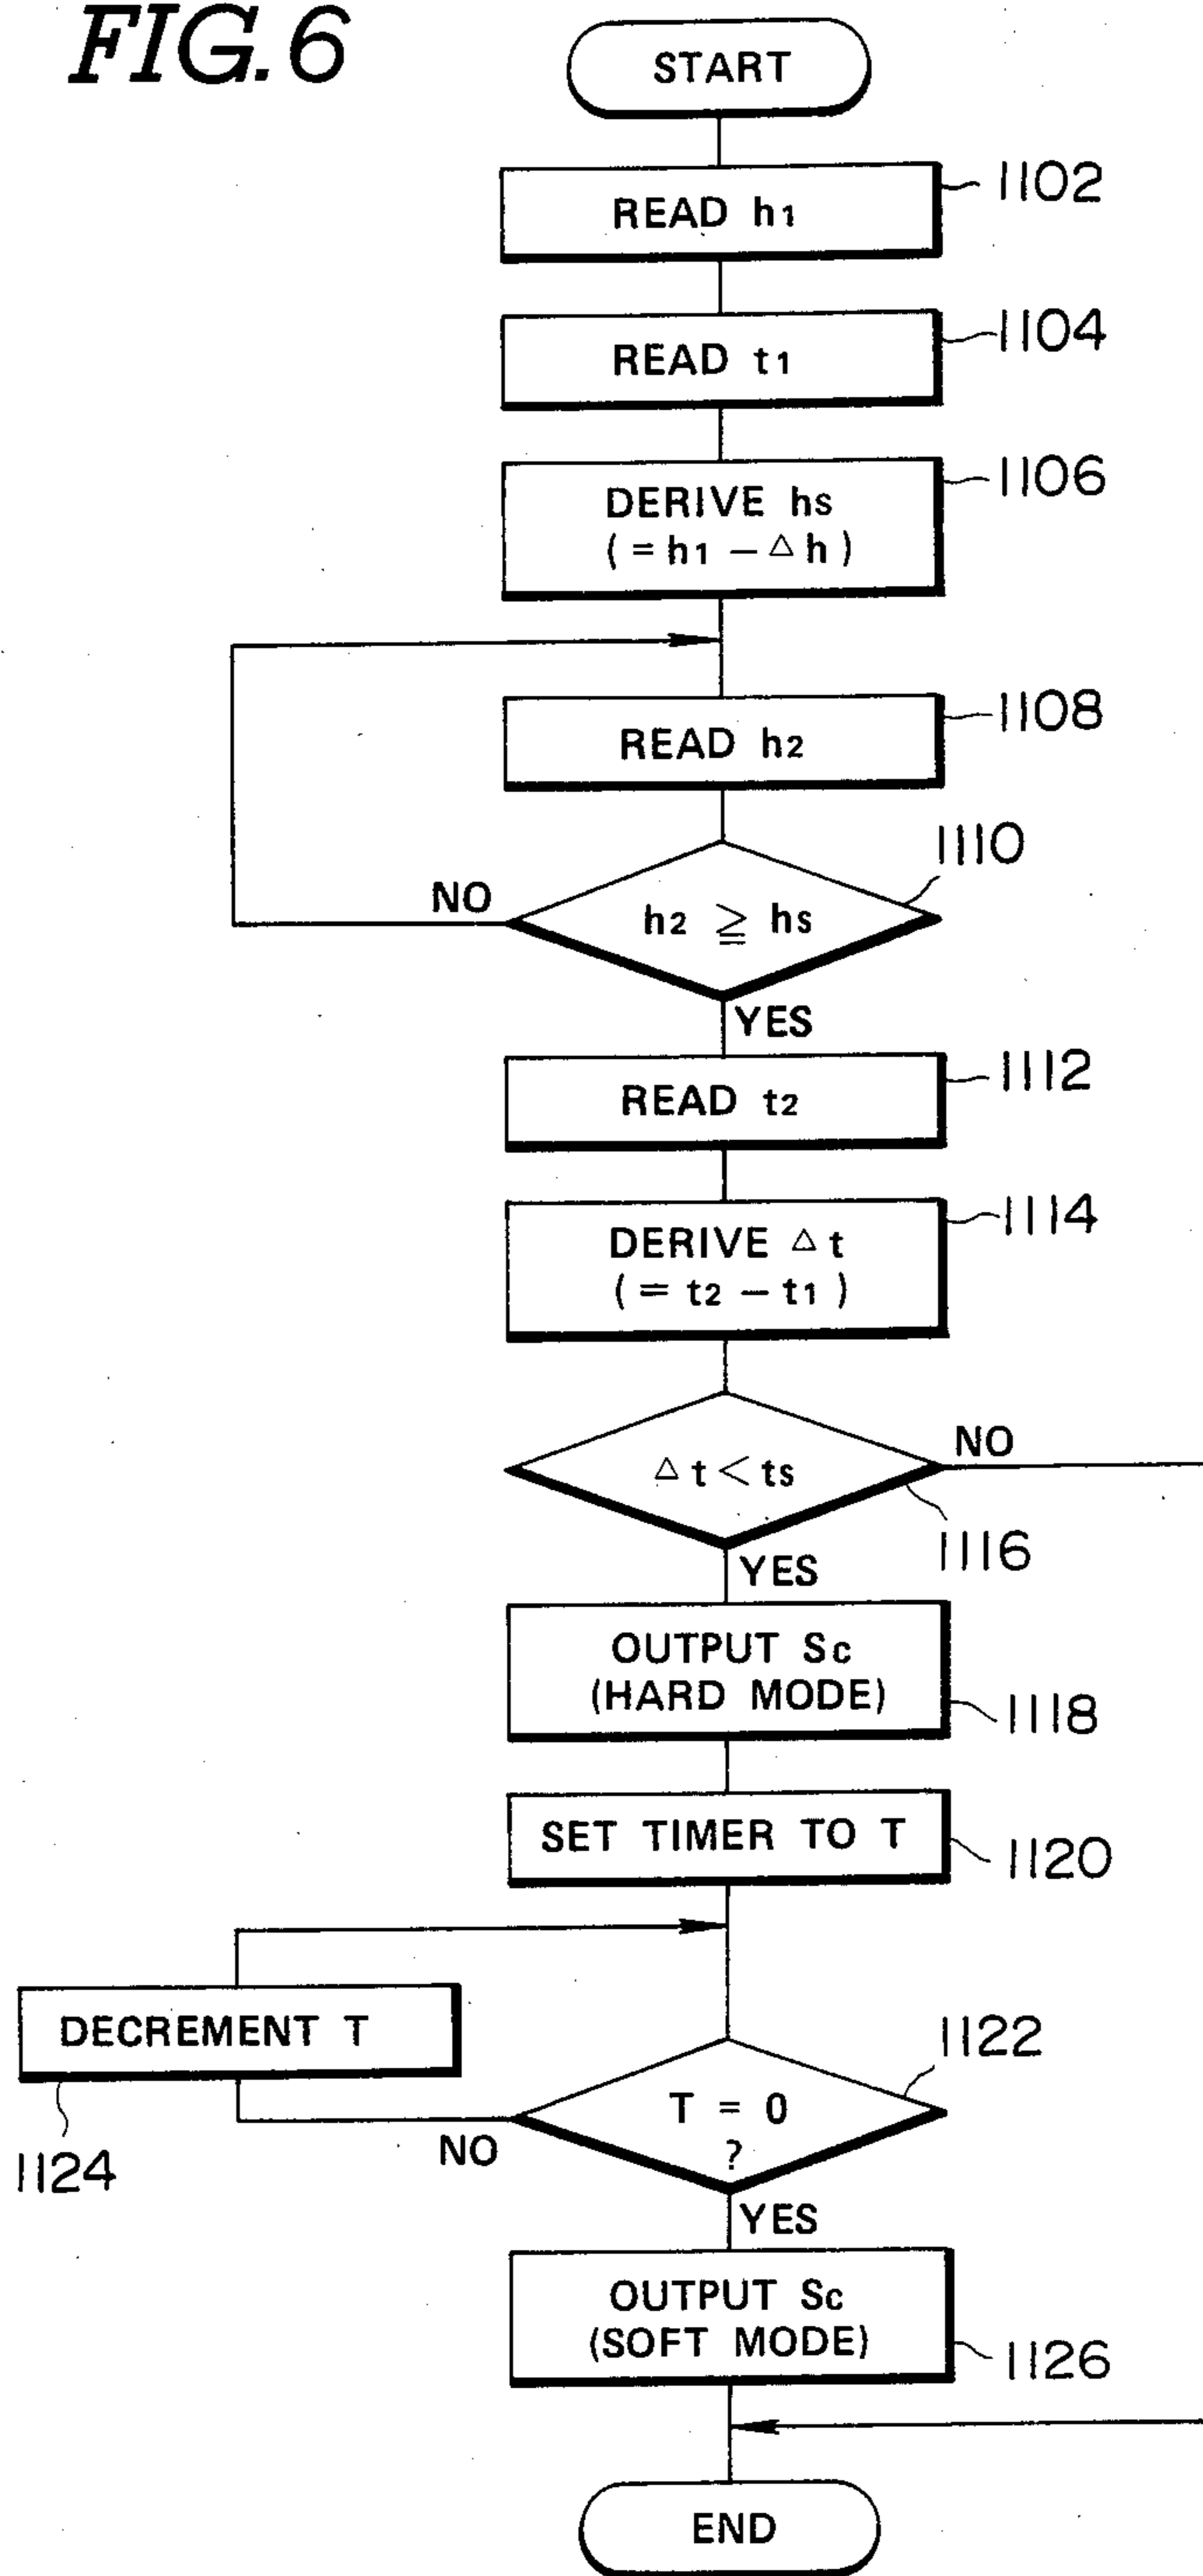 FIG. 6
START
READ h1
1102
READ t1
1104
DERIVE hs
(= h1 − △h)
1106
READ h2
1108
1110
NO
h2 ≧ hs
YES
READ t2
1112
DERIVE △t
(= t2 − t1)
1114
NO
△t < ts
1116
YES
OUTPUT Sc
(HARD MODE)
1118
SET TIMER TO T
1120
DECREMENT T
1124
1122
T = 0
?
NO
YES
OUTPUT Sc
(SOFT MODE)
1126
END